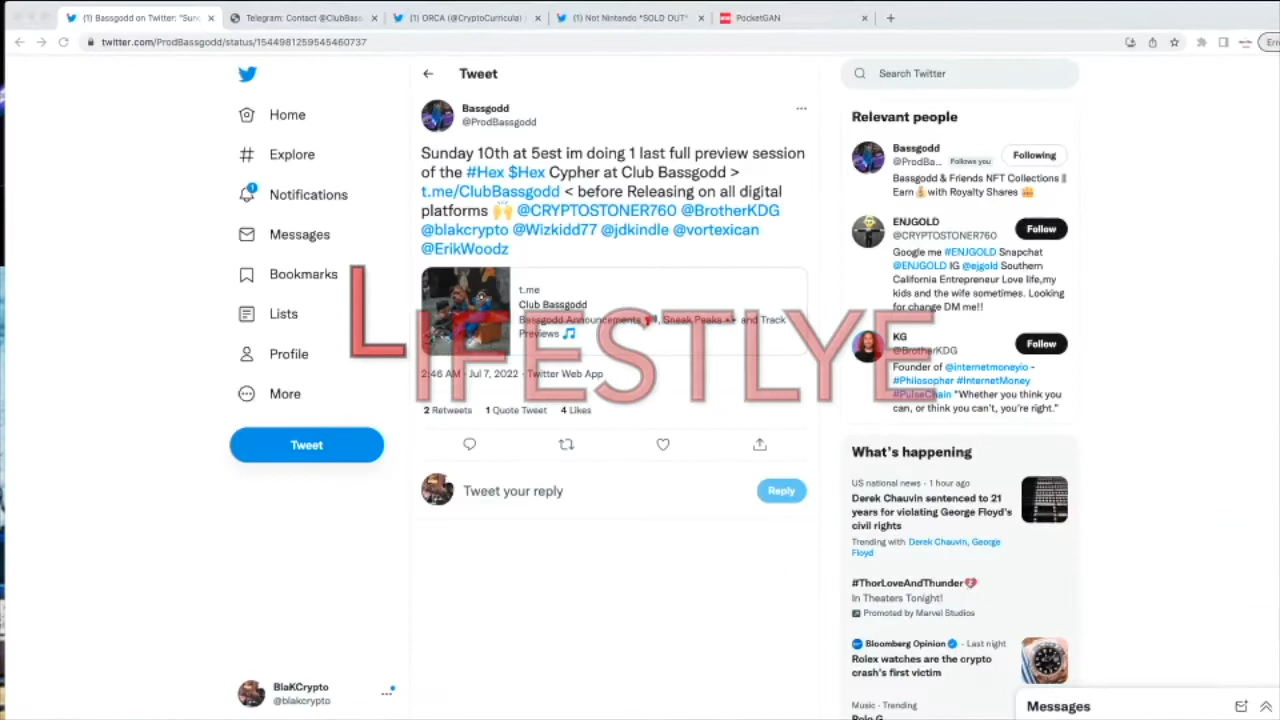 (1) Bassgodd on Twitter: "Sund
Telegram: Contact @ClubBass
(1) ORCA (@CryptoCurricula)
(1) Not Nintendo *SOLD OUT*
PocketGAN
twitter.com/ProdBassgodd/status/1544981259545460737
Home
Explore
Notifications
Messages
Bookmarks
Lists
Profile
More
Tweet
BlaKCrypto
@blakcrypto
Tweet
Bassgodd
@ProdBassgodd
Sunday 10th at 5est im doing 1 last full preview session
of the #Hex $Hex Cypher at Club Bassgodd >
t.me/ClubBassgodd < before Releasing on all digital
platforms 🙌 @CRYPTOSTONER760 @BrotherKDG
@blakcrypto @Wizkidd77 @jdkindle @vortexican
@ErikWoodz
t.me
Club Bassgodd
Bassgodd Announcements 📢, Sneak Peaks 👀 and Track
Previews 🎵
LIFESTLYE
2:46 AM · Jul 7, 2022 · Twitter Web App
2 Retweets 1 Quote Tweet 4 Likes
Tweet your reply
Reply
Search Twitter
Relevant people
Bassgodd
@ProdBa... Follows you
Following
Bassgodd & Friends NFT Collections ||
Earn 💰 with Royalty Shares 👑
ENJGOLD
@CRYPTOSTONER760
Follow
Google me #ENJGOLD Snapchat
@ENJGOLD IG @ejgold Southern
California Entrepreneur Love life,my
kids and the wife sometimes. Looking
for change DM me!!
KG
@BrotherKDG
Follow
Founder of @internetmoneyio -
#Philosopher #InternetMoney
#PulseChain "Whether you think you
can, or think you can't, you're right."
What's happening
US national news · 1 hour ago
Derek Chauvin sentenced to 21
years for violating George Floyd's
civil rights
Trending with Derek Chauvin, George
Floyd
#ThorLoveAndThunder
In Theaters Tonight!
Promoted by Marvel Studios
Bloomberg Opinion · Last night
Rolex watches are the crypto
crash's first victim
Music · Trending
Polo G
Messages